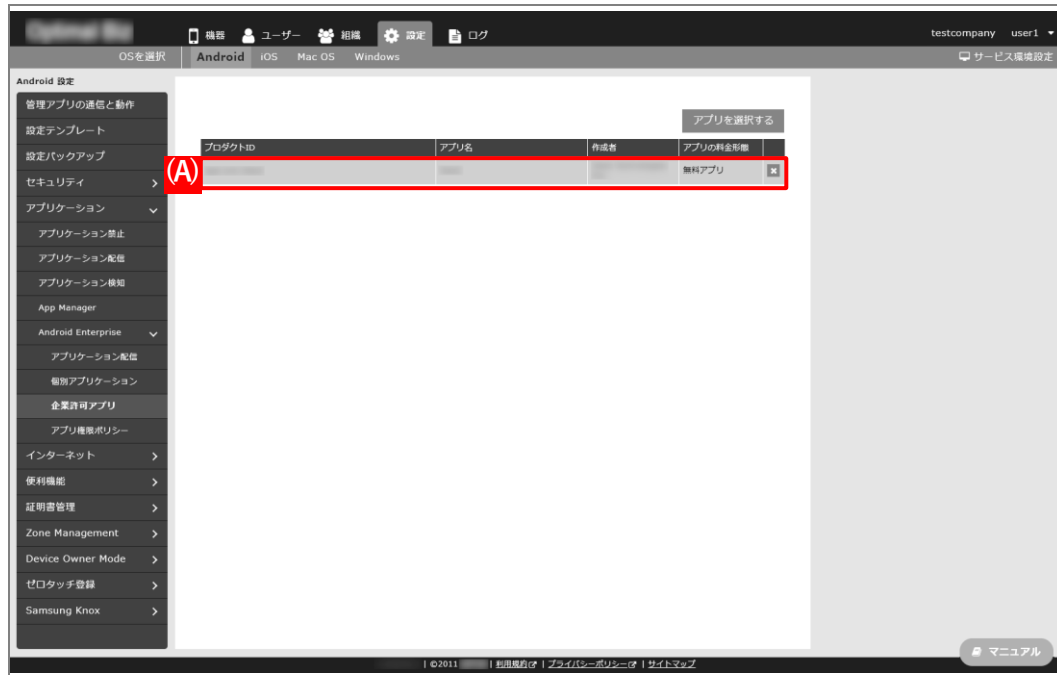 機器 ユーザー 組織 設定 ログ testcompany user1
OSを選択 Android iOS Mac OS Windows サービス環境設定
Android 設定
管理アプリの通信と動作
設定テンプレート
設定バックアップ
セキュリティ
アプリケーション
アプリケーション禁止
アプリケーション配信
アプリケーション検知
App Manager
Android Enterprise
アプリケーション配信
個別アプリケーション
企業許可アプリ
アプリ権限ポリシー
インターネット
便利機能
証明書管理
Zone Management
Device Owner Mode
ゼロタッチ登録
Samsung Knox
アプリを選択する
プロダクトID アプリ名 作成者 アプリの料金形態
(A) 無料アプリ
マニュアル
| ©2011 | 利用規約 | プライバシーポリシー | サイトマップ